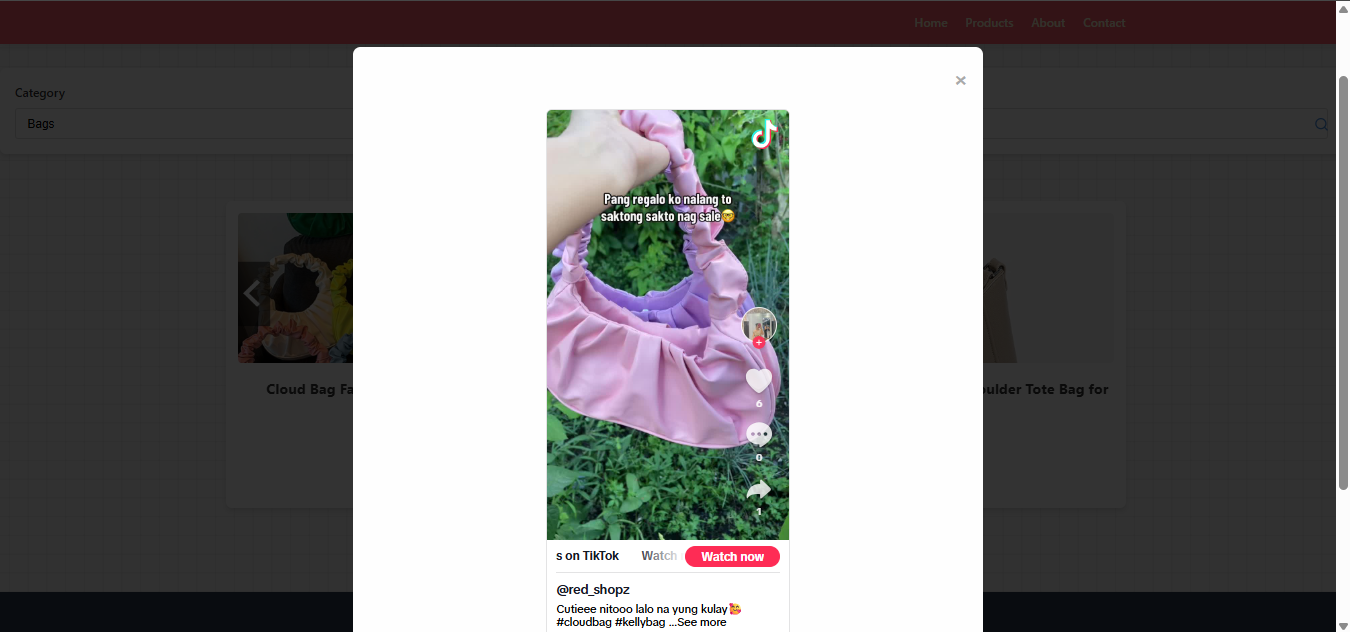 Home Products About Contact
Category
Bags
×
Pang regalo ko nalang to
saktong sakto nag sale🤓
6
0
1
Cloud Bag Fa
oulder Tote Bag for
s on TikTok Watch Watch now
@red_shopz
Cutieee nitooo lalo na yung kulay🥰
#cloudbag #kellybag ...See more